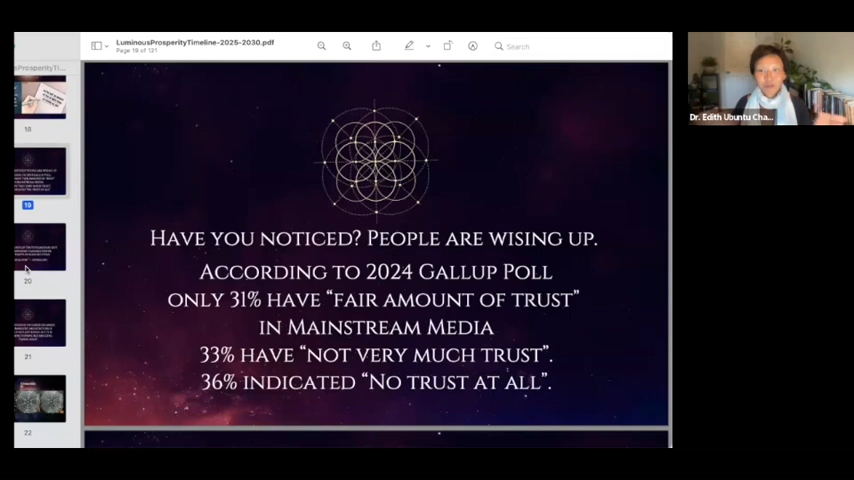 LuminousProsperityTimeline-2025-2030.pdf
Page 19 of 121
Search
sProsperityTi...
18
19
20
21
22
HAVE YOU NOTICED? PEOPLE ARE WISING UP.
ACCORDING TO 2024 GALLUP POLL
ONLY 31% HAVE “FAIR AMOUNT OF TRUST”
IN MAINSTREAM MEDIA
33% HAVE “NOT VERY MUCH TRUST”.
36% INDICATED “NO TRUST AT ALL”.
Dr. Edith Ubuntu Cha...